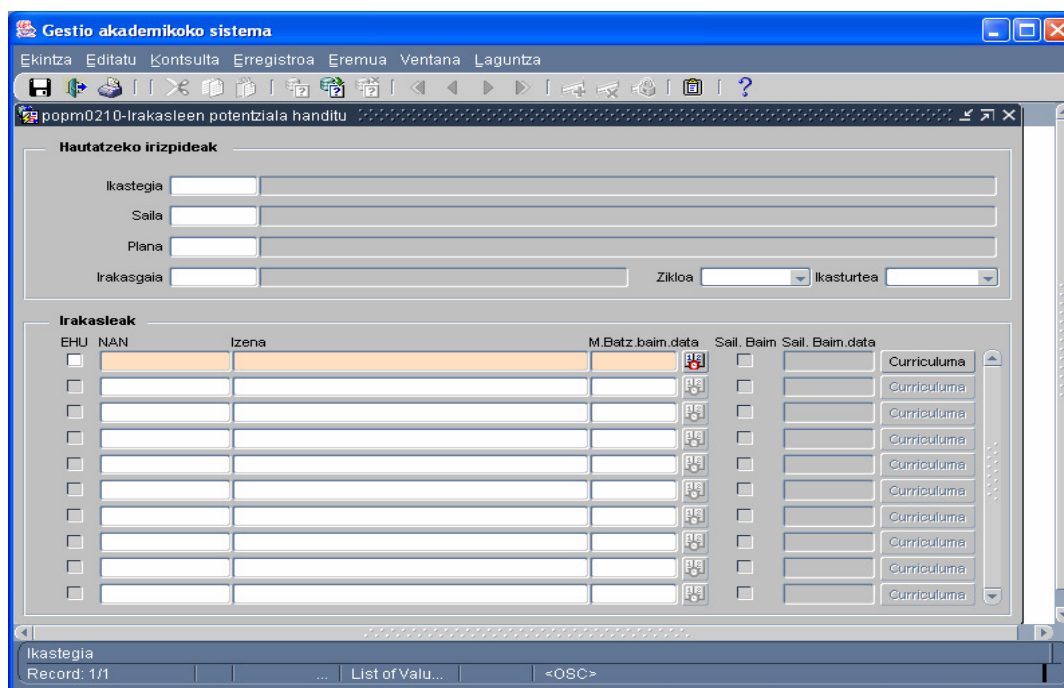 Gestio akademikoko sistema
Ekintza Editatu Kontsulta Erregistroa Eremua Ventana Laguntza
popm0210-Irakasleen potentziala handitu
Hautatzeko irizpideak
Ikastegia
Saila
Plana
Irakasgaia Zikloa Ikasturtea
Irakasleak
EHU NAN Izena M.Batz.baim.data Sail. Baim Sail. Baim.data
Curriculuma
Curriculuma
Curriculuma
Curriculuma
Curriculuma
Curriculuma
Curriculuma
Curriculuma
Curriculuma
Curriculuma
Ikastegia
Record: 1/1 ... List of Valu... <OSC>